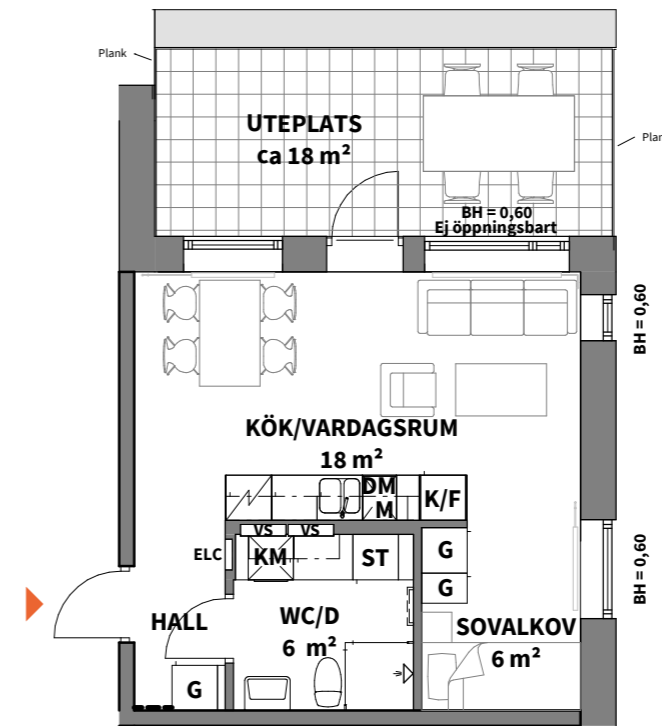 Plank
UTEPLATS
ca 18 m²
Plan
BH = 0,60
Ej öppningsbart
BH = 0,60
KÖK/VARDAGSRUM
18 m²
DM
M
K/F
VS VS
ELC
KM
ST
G
G
BH = 0,60
HALL
WC/D
6 m²
SOVALKOV
6 m²
G